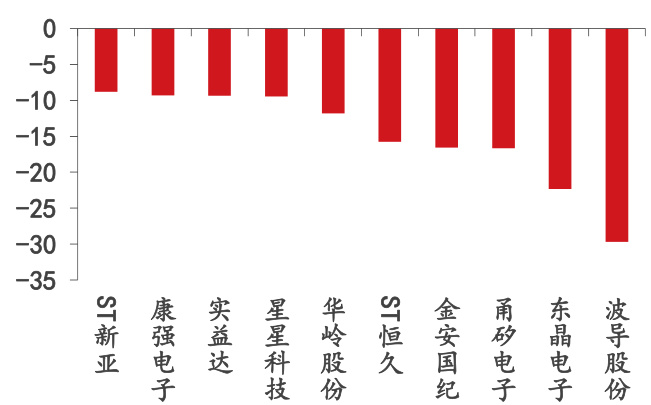 0
-5
-10
-15
-20
-25
-30
-35
ST新亚
康强电子
实益达
星星科技
华岭股份
ST恒久
金安国纪
甬矽电子
东晶电子
波导股份